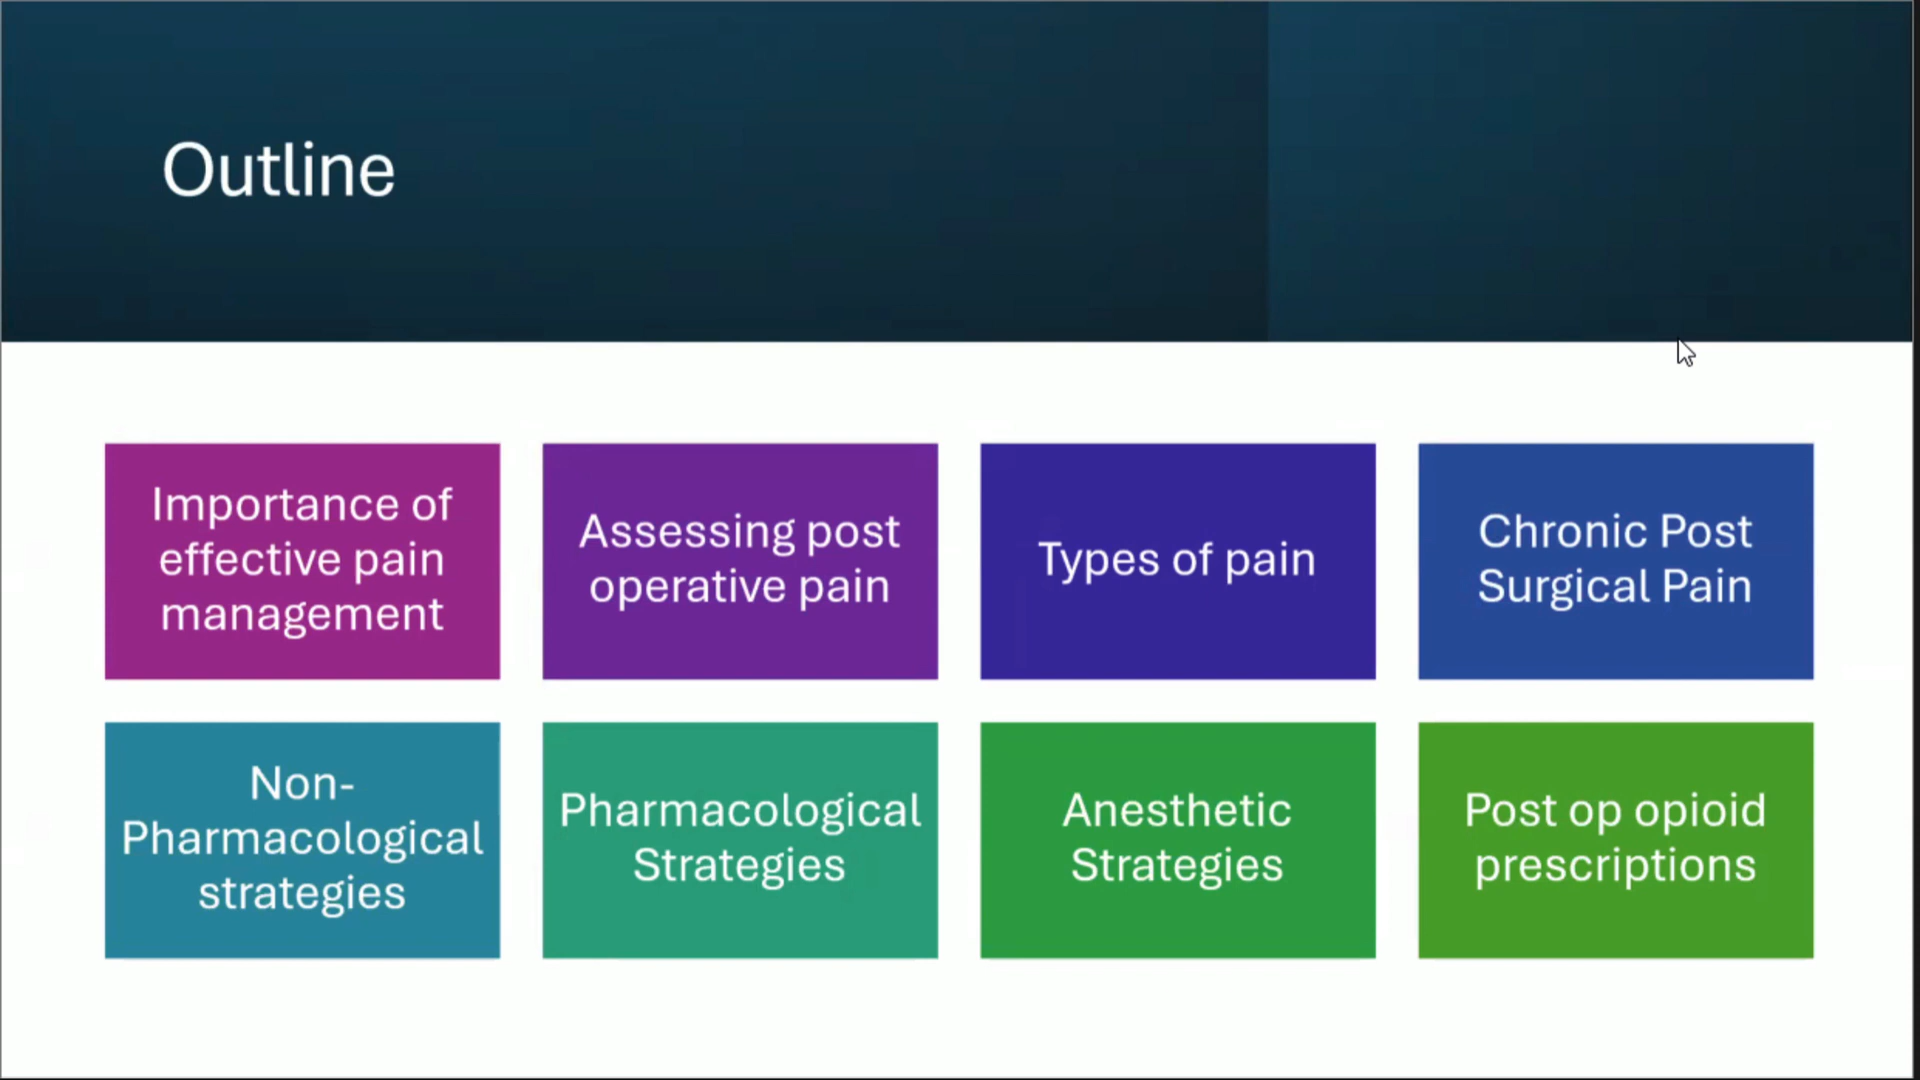 Outline
Importance of
effective pain
management
Assessing post
operative pain
Types of pain
Chronic Post
Surgical Pain
Non-
Pharmacological
strategies
Pharmacological
Strategies
Anesthetic
Strategies
Post op opioid
prescriptions